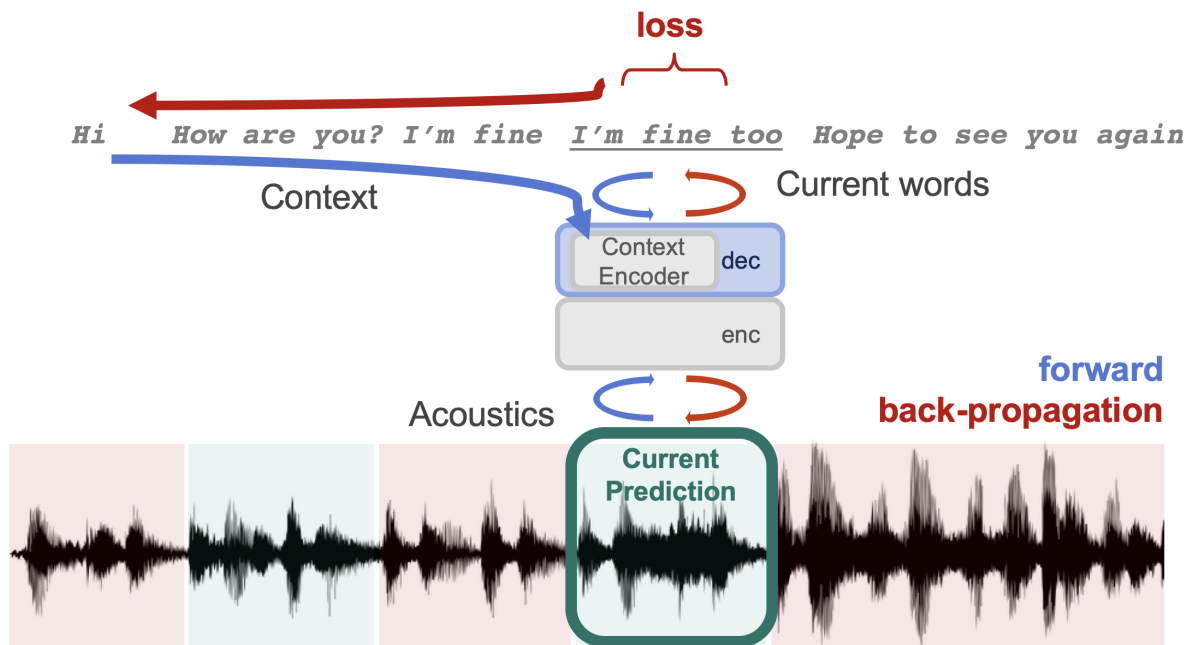 loss
Hi How are you? I'm fine I'm fine too Hope to see you again
Context
Current words
Context
Encoder
dec
enc
forward
back-propagation
Acoustics
Current
Prediction